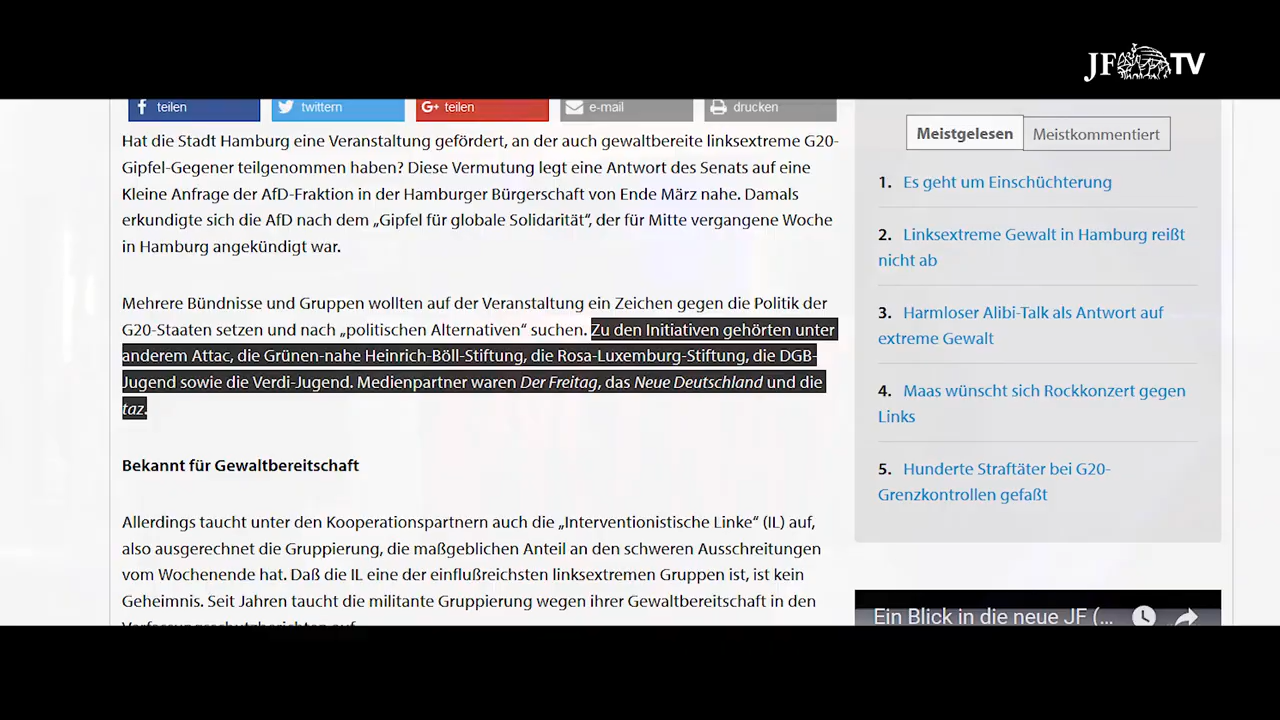 JF TV
teilen
twittern
G+ teilen
e-mail
drucken
Hat die Stadt Hamburg eine Veranstaltung gefördert, an der auch gewaltbereite linksextreme G20-
Gipfel-Gegener teilgenommen haben? Diese Vermutung legt eine Antwort des Senats auf eine
Kleine Anfrage der AfD-Fraktion in der Hamburger Bürgerschaft von Ende März nahe. Damals
erkundigte sich die AfD nach dem „Gipfel für globale Solidarität“, der für Mitte vergangene Woche
in Hamburg angekündigt war.
Mehrere Bündnisse und Gruppen wollten auf der Veranstaltung ein Zeichen gegen die Politik der
G20-Staaten setzen und nach „politischen Alternativen“ suchen. Zu den Initiativen gehörten unter
anderem Attac, die Grünen-nahe Heinrich-Böll-Stiftung, die Rosa-Luxemburg-Stiftung, die DGB-
Jugend sowie die Verdi-Jugend. Medienpartner waren Der Freitag, das Neue Deutschland und die
taz.
Bekannt für Gewaltbereitschaft
Allerdings taucht unter den Kooperationspartnern auch die „Interventionistische Linke“ (IL) auf,
also ausgerechnet die Gruppierung, die maßgeblichen Anteil an den schweren Ausschreitungen
vom Wochenende hat. Daß die IL eine der einflußreichsten linksextremen Gruppen ist, ist kein
Geheimnis. Seit Jahren taucht die militante Gruppierung wegen ihrer Gewaltbereitschaft in den
Meistgelesen
Meistkommentiert
1. Es geht um Einschüchterung
2. Linksextreme Gewalt in Hamburg reißt
nicht ab
3. Harmloser Alibi-Talk als Antwort auf
extreme Gewalt
4. Maas wünscht sich Rockkonzert gegen
Links
5. Hunderte Straftäter bei G20-
Grenzkontrollen gefaßt
Ein Blick in die neue JF (...